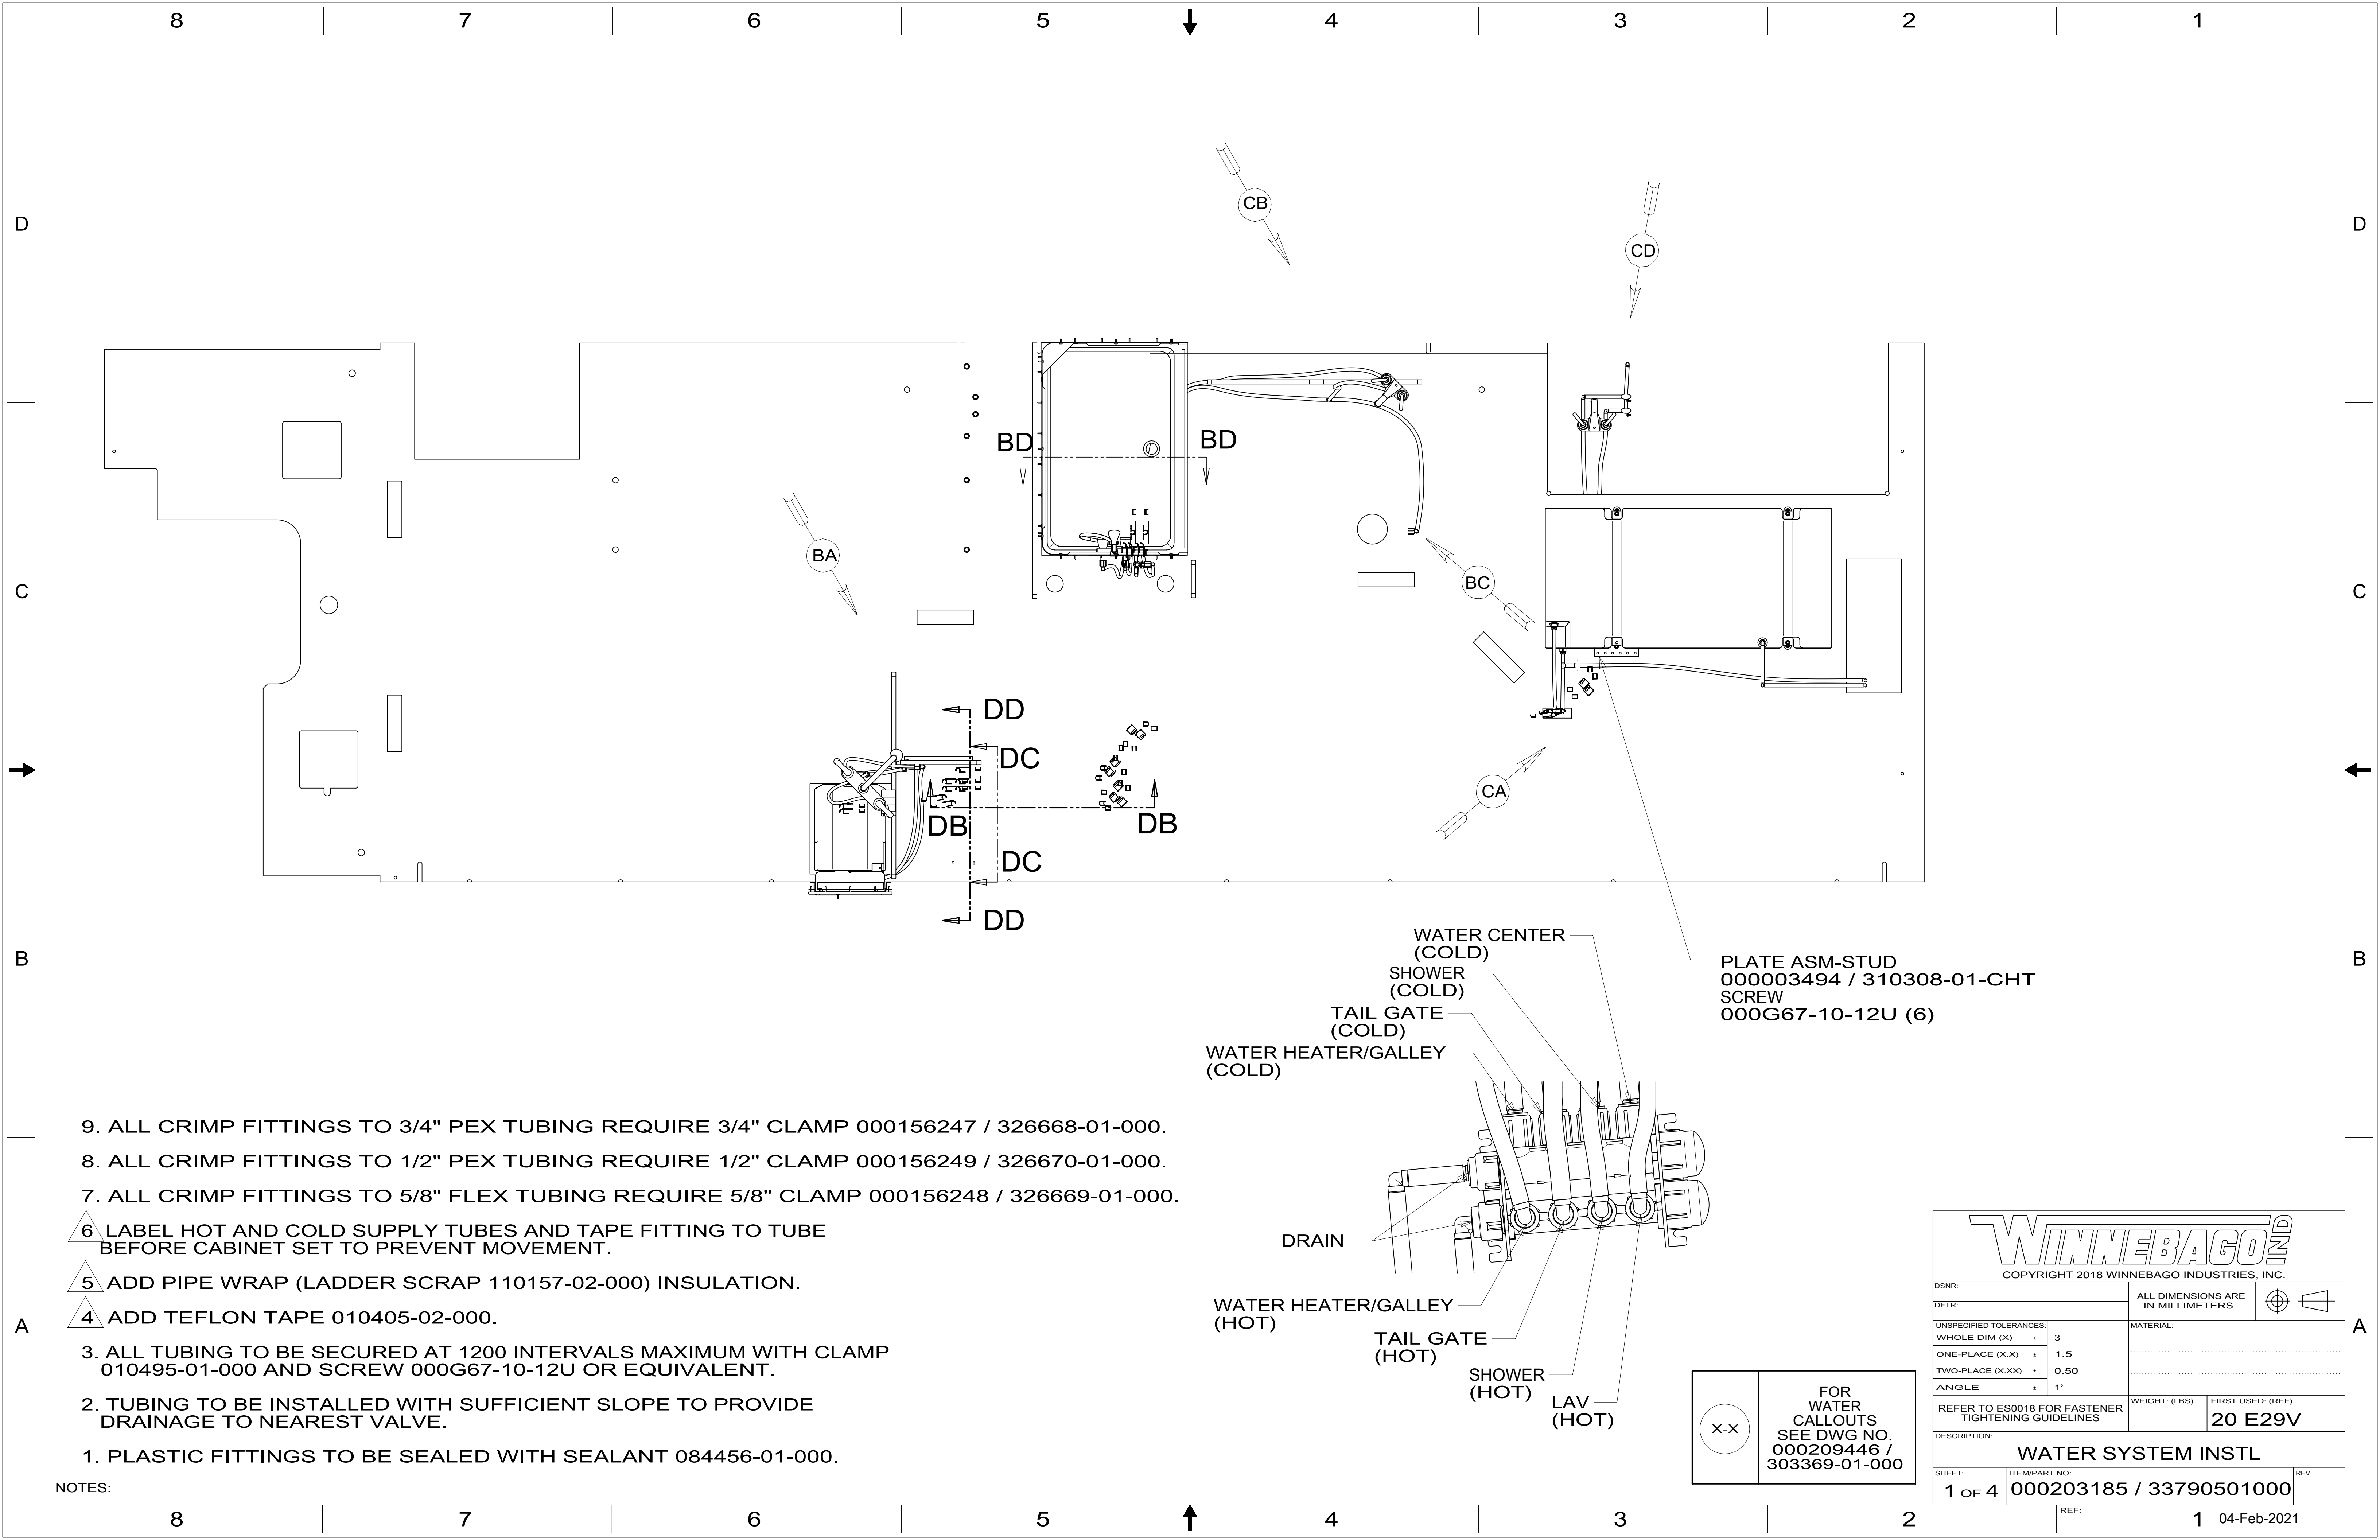 8 7 6 5 4 3 2 1
D D
CB
CD
BD BD
BA
C C
BC
DD
DC
CA
DB DB
DC
DD
B B
WATER CENTER
(COLD)
SHOWER
(COLD)
TAIL GATE
(COLD)
WATER HEATER/GALLEY
(COLD)
PLATE ASM-STUD
000003494 / 310308-01-CHT
SCREW
000G67-10-12U (6)
DRAIN
WATER HEATER/GALLEY
(HOT)
TAIL GATE
(HOT)
SHOWER
(HOT)
LAV
(HOT)
9. ALL CRIMP FITTINGS TO 3/4" PEX TUBING REQUIRE 3/4" CLAMP 000156247 / 326668-01-000.
8. ALL CRIMP FITTINGS TO 1/2" PEX TUBING REQUIRE 1/2" CLAMP 000156249 / 326670-01-000.
7. ALL CRIMP FITTINGS TO 5/8" FLEX TUBING REQUIRE 5/8" CLAMP 000156248 / 326669-01-000.
6 LABEL HOT AND COLD SUPPLY TUBES AND TAPE FITTING TO TUBE
BEFORE CABINET SET TO PREVENT MOVEMENT.
5 ADD PIPE WRAP (LADDER SCRAP 110157-02-000) INSULATION.
4 ADD TEFLON TAPE 010405-02-000.
3. ALL TUBING TO BE SECURED AT 1200 INTERVALS MAXIMUM WITH CLAMP
010495-01-000 AND SCREW 000G67-10-12U OR EQUIVALENT.
2. TUBING TO BE INSTALLED WITH SUFFICIENT SLOPE TO PROVIDE
DRAINAGE TO NEAREST VALVE.
1. PLASTIC FITTINGS TO BE SEALED WITH SEALANT 084456-01-000.
NOTES:
A A
X-X
FOR
WATER
CALLOUTS
SEE DWG NO.
000209446 /
303369-01-000
WINNEBAGO IND
COPYRIGHT 2018 WINNEBAGO INDUSTRIES, INC.
DSNR:
DFTR:
ALL DIMENSIONS ARE
IN MILLIMETERS
UNSPECIFIED TOLERANCES:
WHOLE DIM (X) ± 3
ONE-PLACE (X.X) ± 1.5
TWO-PLACE (X.XX) ± 0.50
ANGLE ± 1°
MATERIAL:
REFER TO ES0018 FOR FASTENER
TIGHTENING GUIDELINES
WEIGHT: (LBS)
FIRST USED: (REF)
20 E29V
DESCRIPTION:
WATER SYSTEM INSTL
SHEET:
1 OF 4
ITEM/PART NO:
000203185 / 33790501000
REV
REF:
8 7 6 5 4 3 2 1
04-Feb-2021